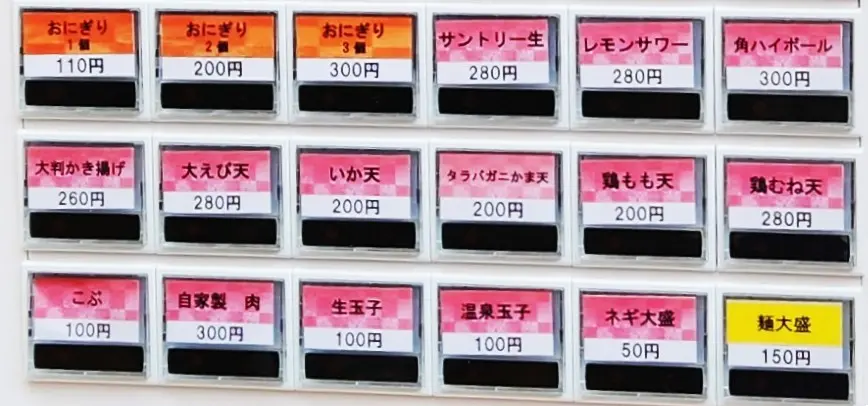 おにぎり
1個
110円
おにぎり
2個
200円
おにぎり
3個
300円
サントリー生
280円
レモンサワー
280円
角ハイボール
300円
大判かき揚げ
260円
大えび天
280円
いか天
200円
タラバガニかま天
200円
鶏もも天
200円
鶏むね天
280円
こぶ
100円
自家製 肉
300円
生玉子
100円
温泉玉子
100円
ネギ大盛
50円
麺大盛
150円